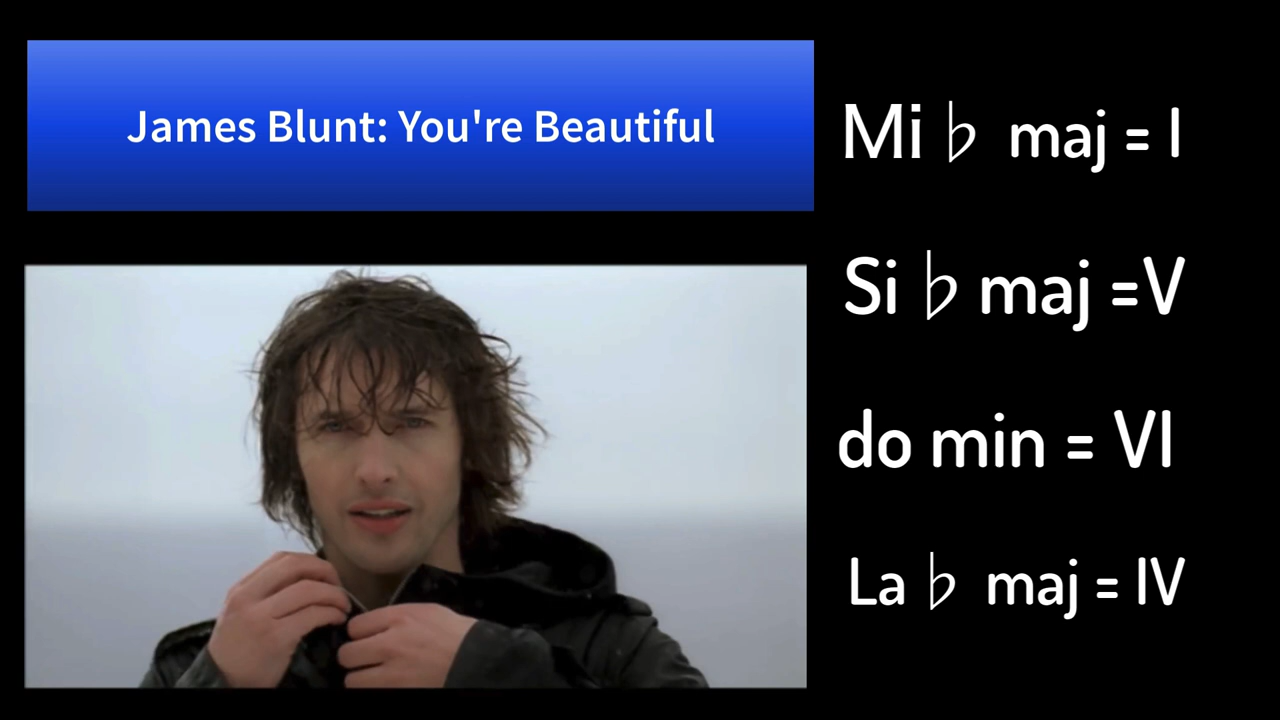 James Blunt: You're Beautiful
Mi ♭ maj = I
Si ♭ maj =V
do min = VI
La ♭ maj = IV